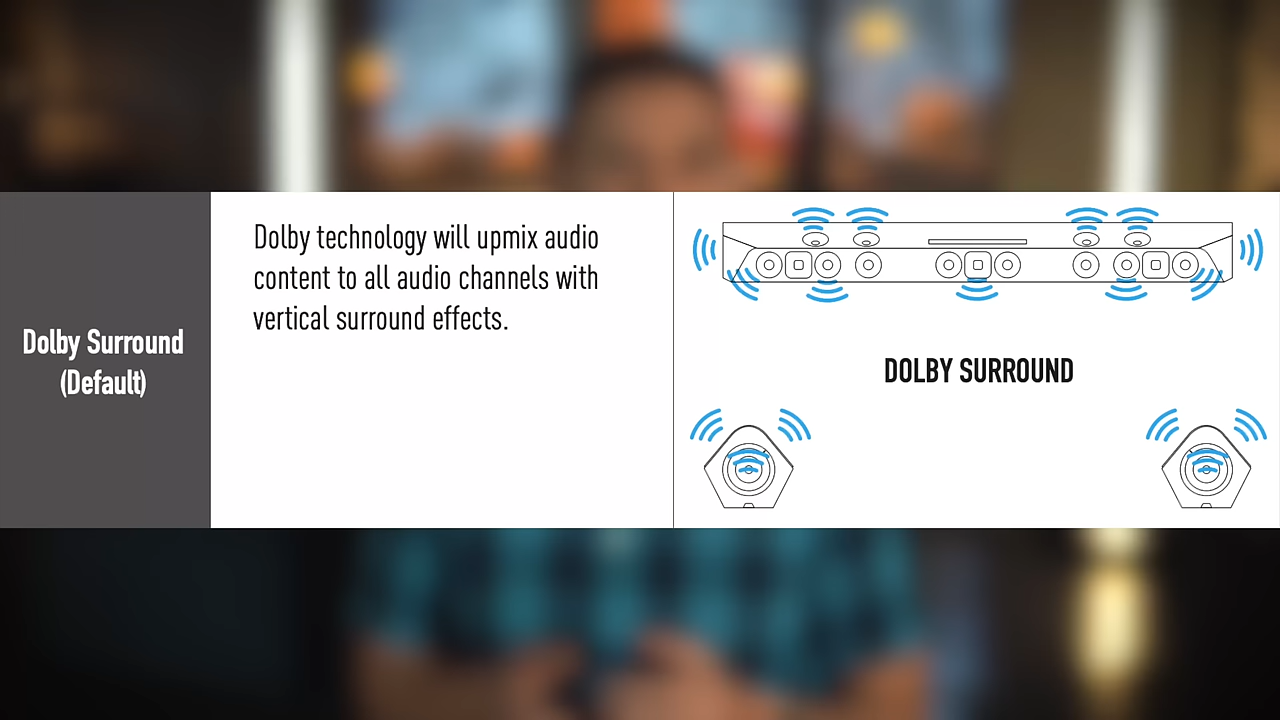 Dolby Surround
(Default)
Dolby technology will upmix audio
content to all audio channels with
vertical surround effects.
DOLBY SURROUND